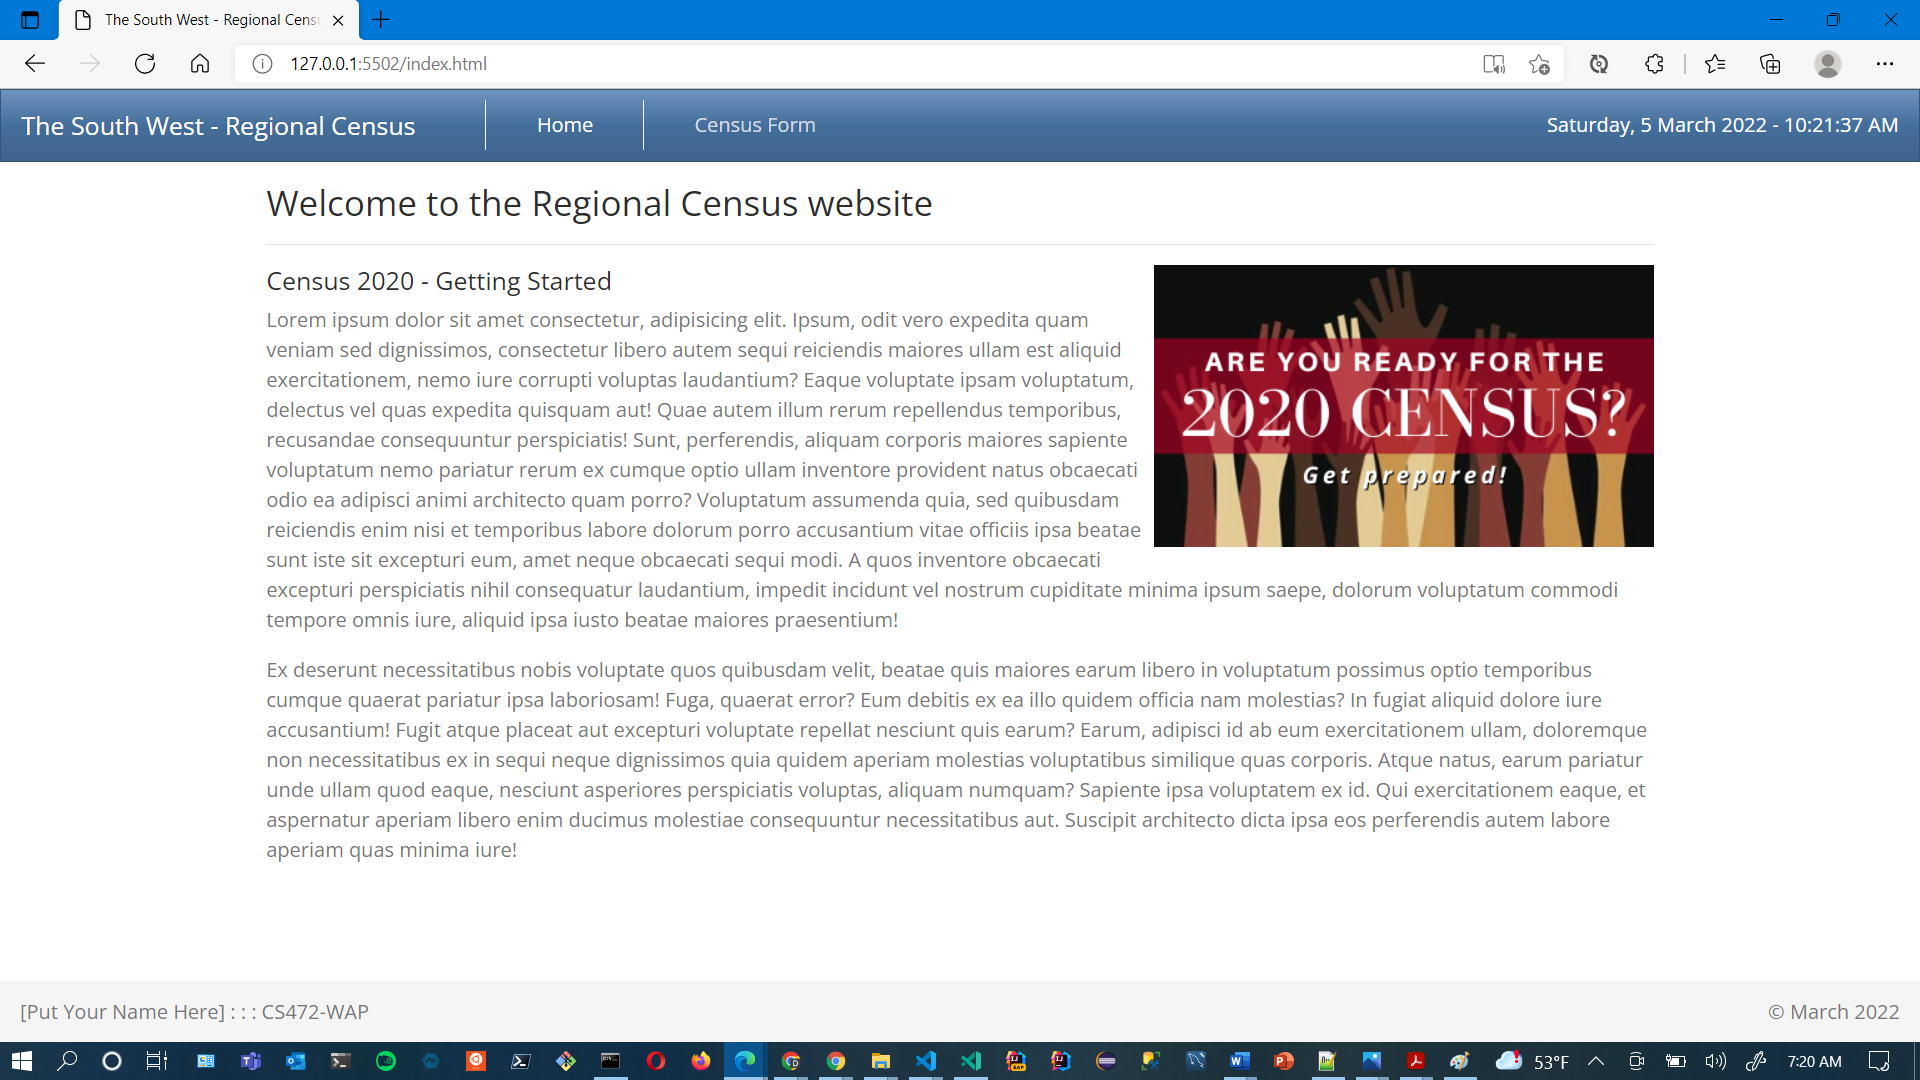 The South West - Regional Censu
127.0.0.1:5502/index.html
The South West - Regional Census
Home
Census Form
Saturday, 5 March 2022 - 10:21:37 AM
Welcome to the Regional Census website
Census 2020 - Getting Started
Lorem ipsum dolor sit amet consectetur, adipisicing elit. Ipsum, odit vero expedita quam
veniam sed dignissimos, consectetur libero autem sequi reiciendis maiores ullam est aliquid
exercitationem, nemo iure corrupti voluptas laudantium? Eaque voluptate ipsam voluptatum,
delectus vel quas expedita quisquam aut! Quae autem illum rerum repellendus temporibus,
recusandae consequuntur perspiciatis! Sunt, perferendis, aliquam corporis maiores sapiente
voluptatum nemo pariatur rerum ex cumque optio ullam inventore provident natus obcaecati
odio ea adipisci animi architecto quam porro? Voluptatum assumenda quia, sed quibusdam
reiciendis enim nisi et temporibus labore dolorum porro accusantium vitae officiis ipsa beatae
sunt iste sit excepturi eum, amet neque obcaecati sequi modi. A quos inventore obcaecati
excepturi perspiciatis nihil consequatur laudantium, impedit incidunt vel nostrum cupiditate minima ipsum saepe, dolorum voluptatum commodi
tempore omnis iure, aliquid ipsa iusto beatae maiores praesentium!
ARE YOU READY FOR THE
2020 CENSUS?
Get prepared!
Ex deserunt necessitatibus nobis voluptate quos quibusdam velit, beatae quis maiores earum libero in voluptatum possimus optio temporibus
cumque quaerat pariatur ipsa laboriosam! Fuga, quaerat error? Eum debitis ex ea illo quidem officia nam molestias? In fugiat aliquid dolore iure
accusantium! Fugit atque placeat aut excepturi voluptate repellat nesciunt quis earum? Earum, adipisci id ab eum exercitationem ullam, doloremque
non necessitatibus ex in sequi neque dignissimos quia quidem aperiam molestias voluptatibus similique quas corporis. Atque natus, earum pariatur
unde ullam quod eaque, nesciunt asperiores perspiciatis voluptas, aliquam numquam? Sapiente ipsa voluptatem ex id. Qui exercitationem eaque, et
aspernatur aperiam libero enim ducimus molestiae consequuntur necessitatibus aut. Suscipit architecto dicta ipsa eos perferendis autem labore
aperiam quas minima iure!
[Put Your Name Here] : : : CS472-WAP
© March 2022
53°F
7:20 AM